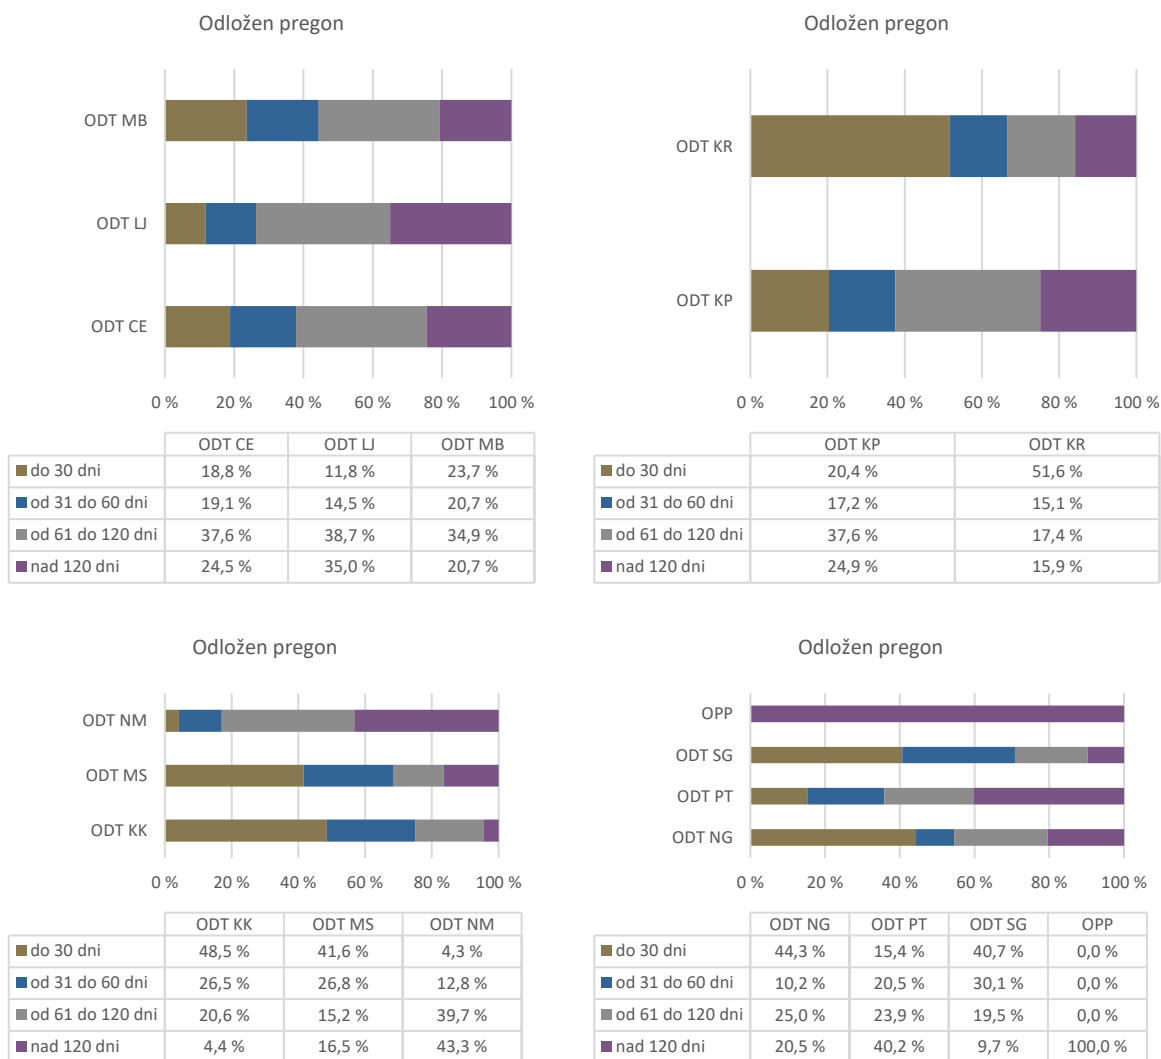 Odložen pregon
ODT MB
ODT LJ
ODT CE
0 % 20 % 40 % 60 % 80 % 100 %
ODT CE ODT LJ ODT MB
do 30 dni 18,8 % 11,8 % 23,7 %
od 31 do 60 dni 19,1 % 14,5 % 20,7 %
od 61 do 120 dni 37,6 % 38,7 % 34,9 %
nad 120 dni 24,5 % 35,0 % 20,7 %
Odložen pregon
ODT KR
ODT KP
0 % 20 % 40 % 60 % 80 % 100 %
ODT KP ODT KR
do 30 dni 20,4 % 51,6 %
od 31 do 60 dni 17,2 % 15,1 %
od 61 do 120 dni 37,6 % 17,4 %
nad 120 dni 24,9 % 15,9 %
Odložen pregon
ODT NM
ODT MS
ODT KK
0 % 20 % 40 % 60 % 80 % 100 %
ODT KK ODT MS ODT NM
do 30 dni 48,5 % 41,6 % 4,3 %
od 31 do 60 dni 26,5 % 26,8 % 12,8 %
od 61 do 120 dni 20,6 % 15,2 % 39,7 %
nad 120 dni 4,4 % 16,5 % 43,3 %
Odložen pregon
OPP
ODT SG
ODT PT
ODT NG
0 % 20 % 40 % 60 % 80 % 100 %
ODT NG ODT PT ODT SG OPP
do 30 dni 44,3 % 15,4 % 40,7 % 0,0 %
od 31 do 60 dni 10,2 % 20,5 % 30,1 % 0,0 %
od 61 do 120 dni 25,0 % 23,9 % 19,5 % 0,0 %
nad 120 dni 20,5 % 40,2 % 9,7 % 100,0 %